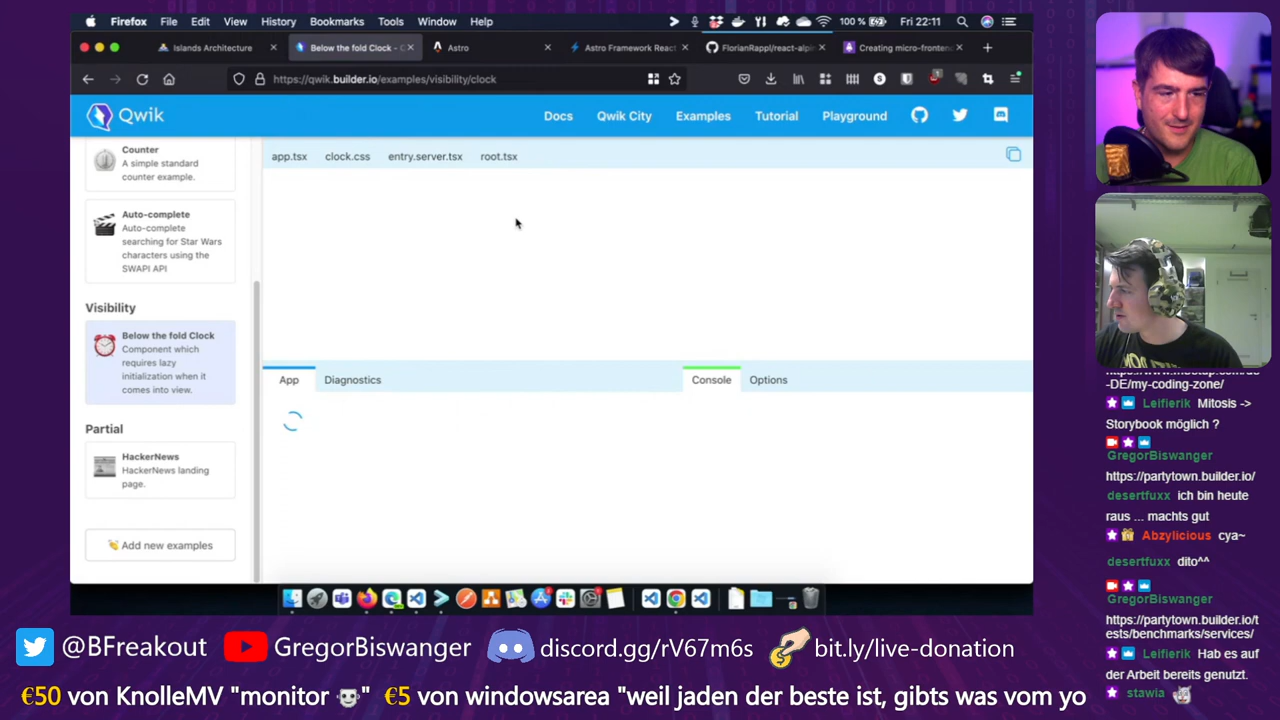 Firefox File Edit View History Bookmarks Tools Window Help
100 % Fri 22:11
Islands Architecture
Below the fold Clock - C
Astro
Astro Framework React
FlorianRappl/react-alpi
Creating micro-fronten
https://qwik.builder.io/examples/visibility/clock
Qwik
Docs Qwik City Examples Tutorial Playground
app.tsx clock.css entry.server.tsx root.tsx
Counter
A simple standard
counter example.
Auto-complete
Auto-complete
searching for Star Wars
characters using the
SWAPI API
Visibility
Below the fold Clock
Component which
requires lazy
initialization when it
comes into view.
Partial
HackerNews
HackerNews landing
page.
Add new examples
App Diagnostics
Console Options
-DE/my-coding-zone/
Leifierik Mitosis ->
Storybook möglich ?
GregorBiswanger
https://partytown.builder.io/
desertfuxx ich bin heute
raus ... machts gut
Abzylicious cya~
desertfuxx dito^^
GregorBiswanger
https://partytown.builder.io/t
ests/benchmarks/services/
Leifierik Hab es auf
der Arbeit bereits genutzt.
stawia
@BFreakout GregorBiswanger discord.gg/rV67m6s bit.ly/live-donation
€50 von KnolleMV "monitor " €5 von windowsarea "weil jaden der beste ist, gibts was vom yo